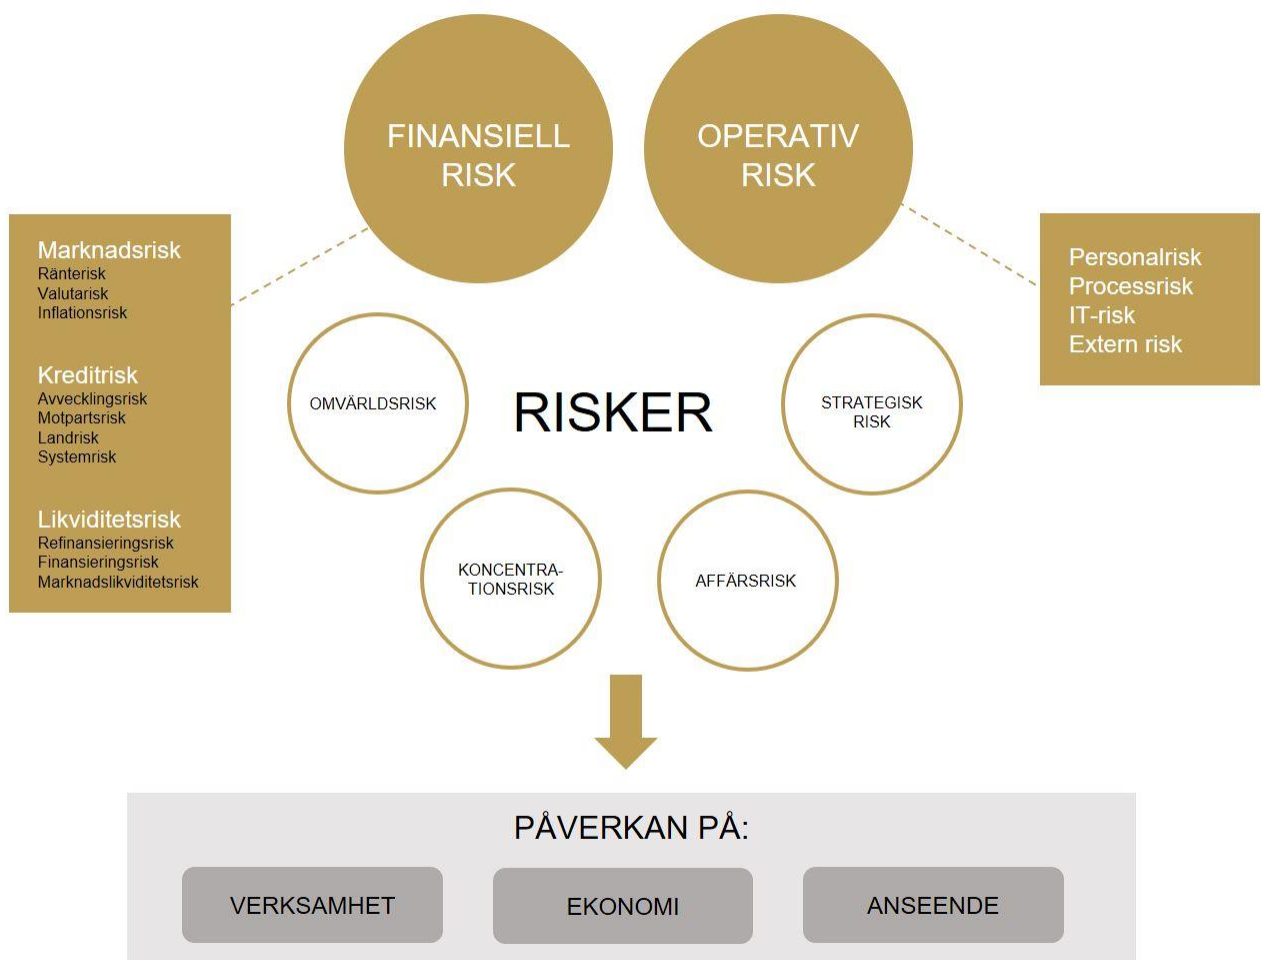 FINANSIELL
RISK
OPERATIV
RISK
Marknadsrisk
Ränterisk
Valutarisk
Inflationsrisk
Kreditrisk
Avvecklingsrisk
Motpartsrisk
Landrisk
Systemrisk
Likviditetsrisk
Refinansieringsrisk
Finansieringsrisk
Marknadslikviditetsrisk
Personalrisk
Processrisk
IT-risk
Extern risk
OMVÄRLDSRISK
RISKER
STRATEGISK
RISK
KONCENTRA-
TIONSRISK
AFFÄRSRISK
PÅVERKAN PÅ:
VERKSAMHET
EKONOMI
ANSEENDE